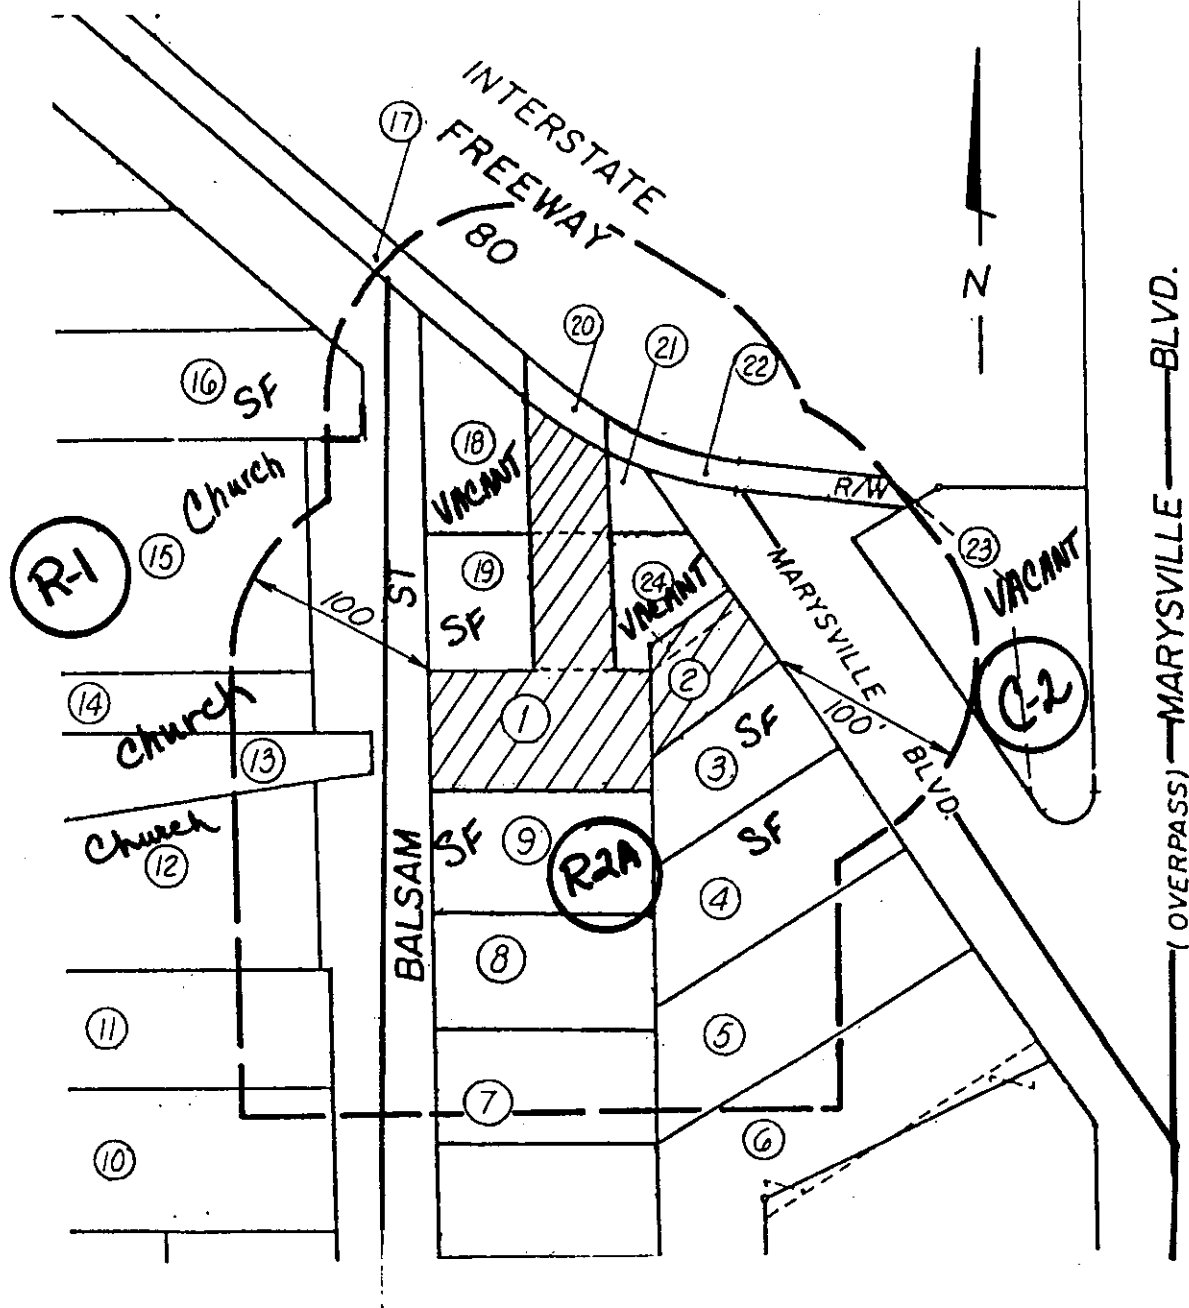 INTERSTATE
FREEWAY
80
17
N
BLVD.
MARYSVILLE
(OVERPASS)
20
21
22
16
SF
18
VACANT
R/W
Church
R-1
15
23
VACANT
19
SF
24
VACANT
ST
100
MARYSVILLE
14
Church
2
C-2
1
13
3
SF
100'
BLVD.
Church
12
SF
9
R-2A
SF
4
BALSAM
8
11
5
7
6
10